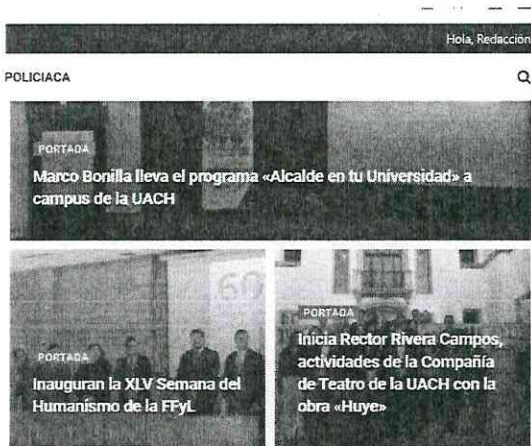 Hola, Redacción
POLICIACA
PORTADA
Marco Bonilla lleva el programa «Alcalde en tu Universidad» a
campus de la UACH
60
PORTADA
Inauguran la XLV Semana del
Humanismo de la FFyL
PORTADA
Inicia Rector Rivera Campos,
actividades de la Compañía
de Teatro de la UACH con la
obra «Huye»